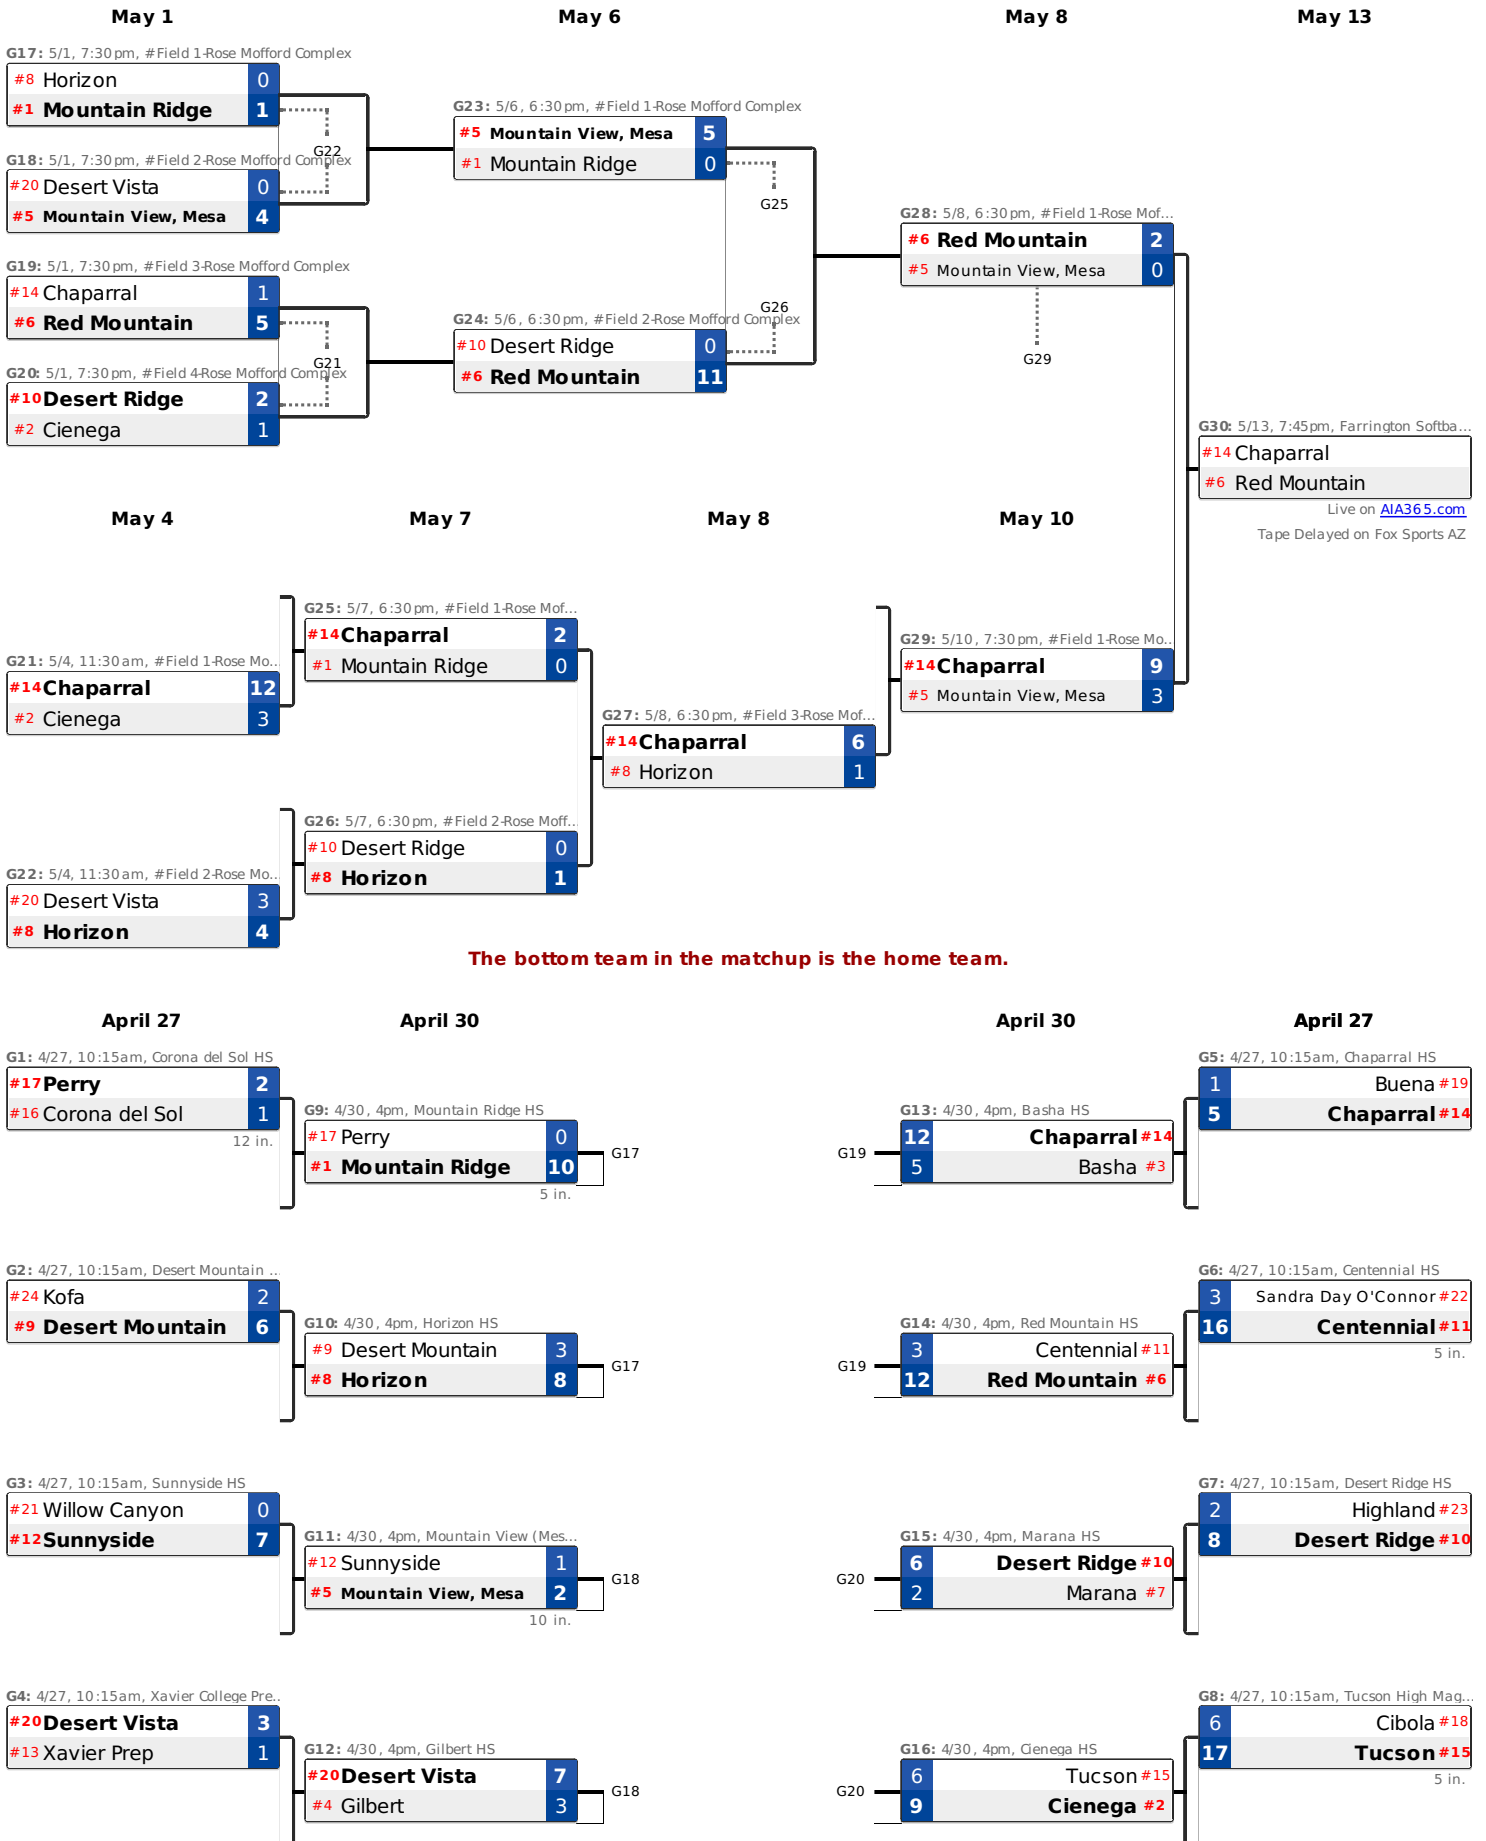 May 1
May 6
May 8
May 13
G17: 5/1, 7:30pm, #Field 1-Rose Mofford Complex
#8 Horizon 0
#1 Mountain Ridge 1
G22
G18: 5/1, 7:30pm, #Field 2-Rose Mofford Complex
#20 Desert Vista 0
#5 Mountain View, Mesa 4
G19: 5/1, 7:30pm, #Field 3-Rose Mofford Complex
#14 Chaparral 1
#6 Red Mountain 5
G21
G20: 5/1, 7:30pm, #Field 4-Rose Mofford Complex
#10 Desert Ridge 2
#2 Cienega 1
G23: 5/6, 6:30pm, #Field 1-Rose Mofford Complex
#5 Mountain View, Mesa 5
#1 Mountain Ridge 0
G25
G26
G24: 5/6, 6:30pm, #Field 2-Rose Mofford Complex
#10 Desert Ridge 0
#6 Red Mountain 11
G28: 5/8, 6:30pm, #Field 1-Rose Mof...
#6 Red Mountain 2
#5 Mountain View, Mesa 0
G29
G30: 5/13, 7:45pm, Farrington Softba...
#14 Chaparral
#6 Red Mountain
Live on AIA365.com
Tape Delayed on Fox Sports AZ
May 4
May 7
May 8
May 10
G21: 5/4, 11:30am, #Field 1-Rose Mo...
#14 Chaparral 12
#2 Cienega 3
G22: 5/4, 11:30am, #Field 2-Rose Mo...
#20 Desert Vista 3
#8 Horizon 4
G25: 5/7, 6:30pm, #Field 1-Rose Mof...
#14 Chaparral 2
#1 Mountain Ridge 0
G26: 5/7, 6:30pm, #Field 2-Rose Moff...
#10 Desert Ridge 0
#8 Horizon 1
G27: 5/8, 6:30pm, #Field 3-Rose Mof...
#14 Chaparral 6
#8 Horizon 1
G29: 5/10, 7:30pm, #Field 1-Rose Mo...
#14 Chaparral 9
#5 Mountain View, Mesa 3
The bottom team in the matchup is the home team.
April 27
April 30
April 30
April 27
G1: 4/27, 10:15am, Corona del Sol HS
#17 Perry 2
#16 Corona del Sol 1
12 in.
G9: 4/30, 4pm, Mountain Ridge HS
#17 Perry 0
#1 Mountain Ridge 10
5 in.
G17
G13: 4/30, 4pm, Basha HS
G19
12 Chaparral #14
5 Basha #3
G5: 4/27, 10:15am, Chaparral HS
1 Buena #19
5 Chaparral #14
G2: 4/27, 10:15am, Desert Mountain ...
#24 Kofa 2
#9 Desert Mountain 6
G10: 4/30, 4pm, Horizon HS
#9 Desert Mountain 3
#8 Horizon 8
G17
G14: 4/30, 4pm, Red Mountain HS
G19
3 Centennial #11
12 Red Mountain #6
G6: 4/27, 10:15am, Centennial HS
3 Sandra Day O'Connor #22
16 Centennial #11
5 in.
G3: 4/27, 10:15am, Sunnyside HS
#21 Willow Canyon 0
#12 Sunnyside 7
G11: 4/30, 4pm, Mountain View (Mes...
#12 Sunnyside 1
#5 Mountain View, Mesa 2
10 in.
G18
G15: 4/30, 4pm, Marana HS
G20
6 Desert Ridge #10
2 Marana #7
G7: 4/27, 10:15am, Desert Ridge HS
2 Highland #23
8 Desert Ridge #10
G4: 4/27, 10:15am, Xavier College Pre..
#20 Desert Vista 3
#13 Xavier Prep 1
G12: 4/30, 4pm, Gilbert HS
#20 Desert Vista 7
#4 Gilbert 3
G18
G16: 4/30, 4pm, Cienega HS
G20
6 Tucson #15
9 Cienega #2
G8: 4/27, 10:15am, Tucson High Mag...
6 Cibola #18
17 Tucson #15
5 in.